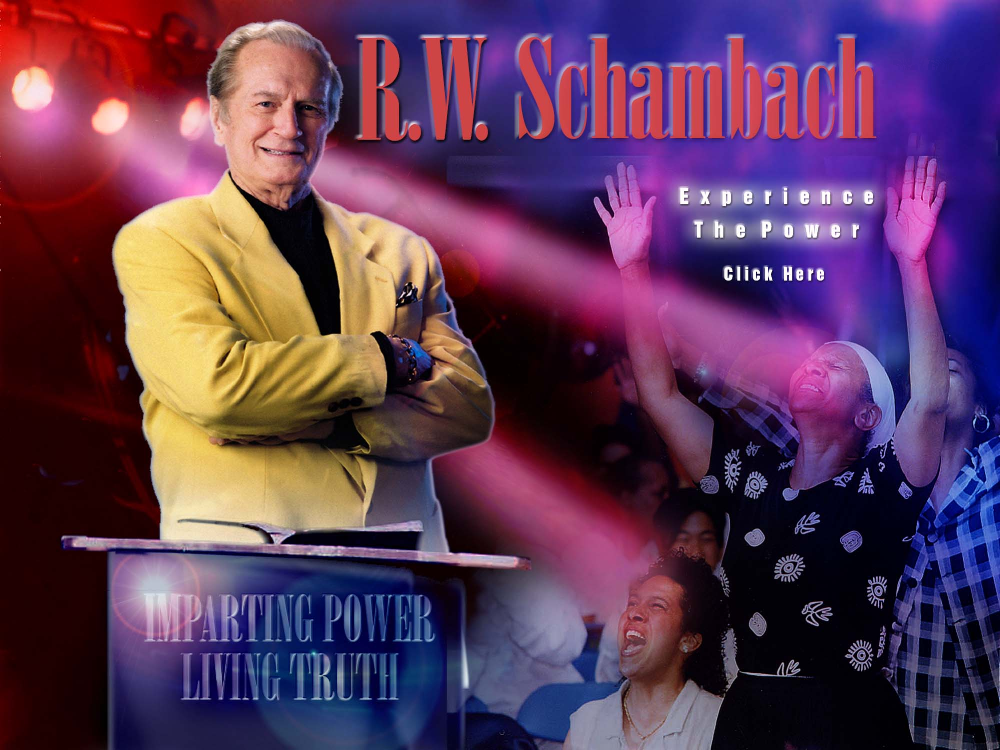 R.W. Schambach
Experience
The Power
Click Here
IMPARTING POWER
LIVING TRUTH